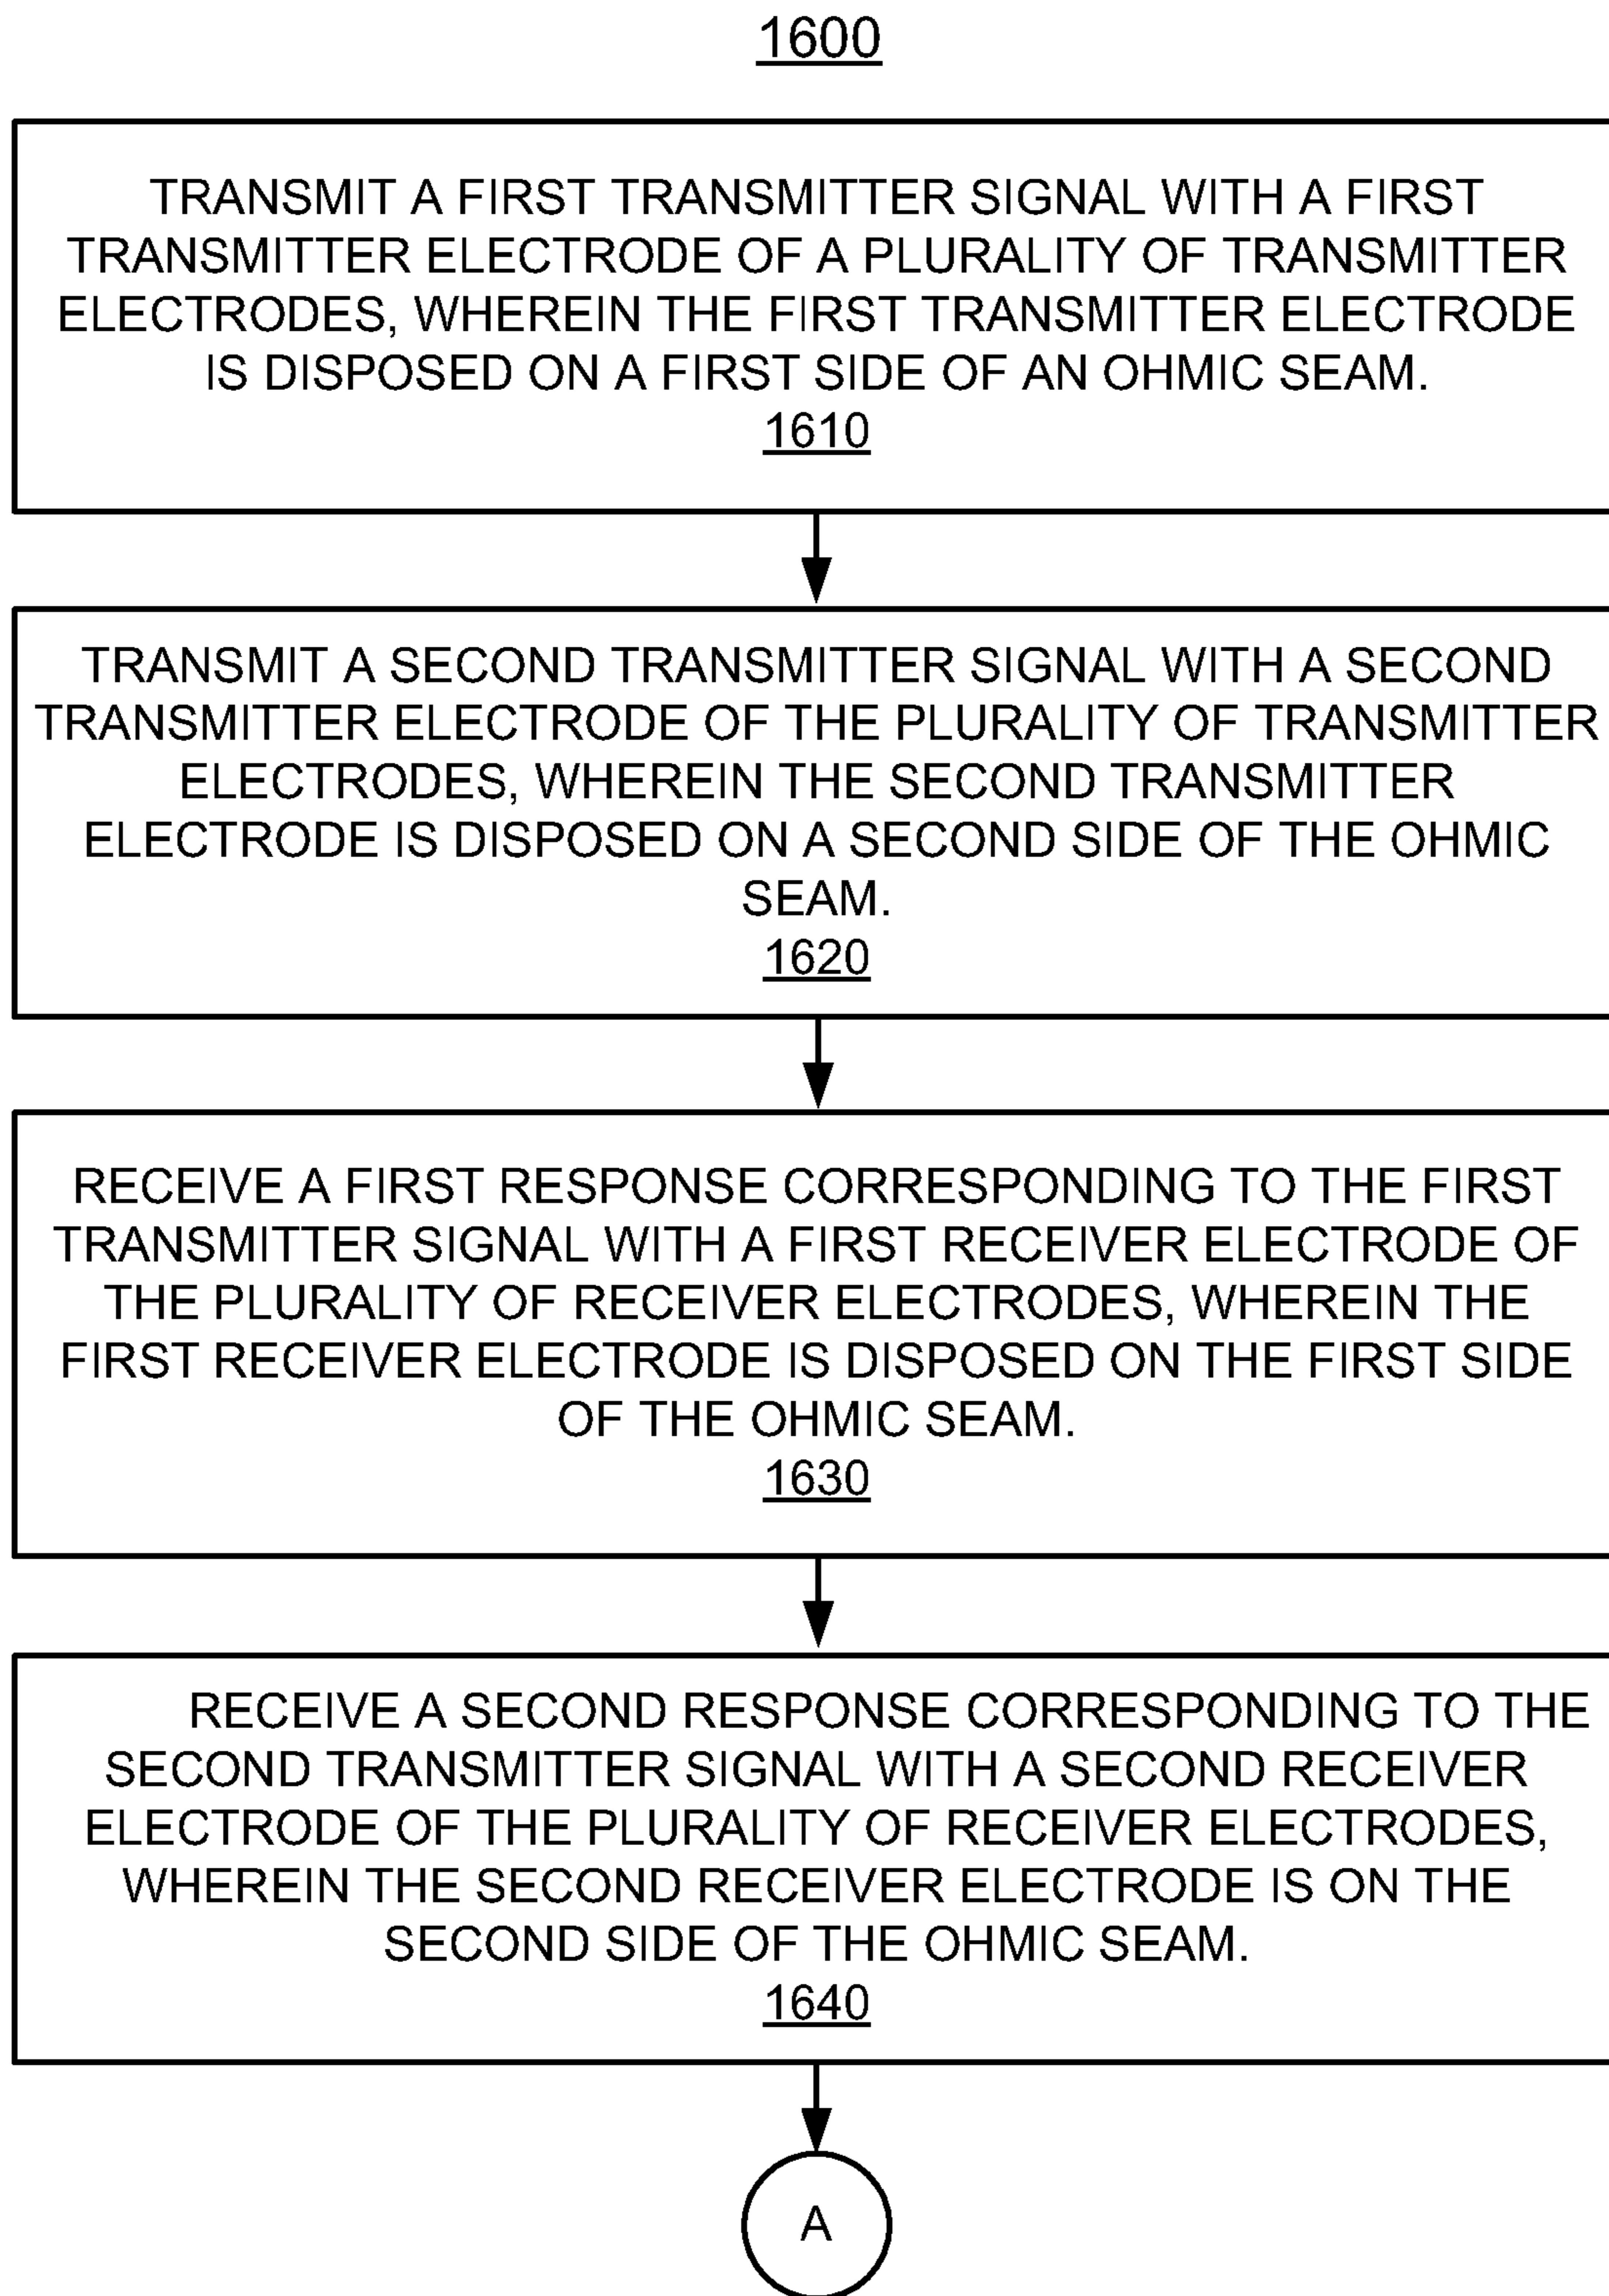 1600
TRANSMIT A FIRST TRANSMITTER SIGNAL WITH A FIRST
TRANSMITTER ELECTRODE OF A PLURALITY OF TRANSMITTER
ELECTRODES, WHEREIN THE FIRST TRANSMITTER ELECTRODE
IS DISPOSED ON A FIRST SIDE OF AN OHMIC SEAM.
1610
TRANSMIT A SECOND TRANSMITTER SIGNAL WITH A SECOND
TRANSMITTER ELECTRODE OF THE PLURALITY OF TRANSMITTER
ELECTRODES, WHEREIN THE SECOND TRANSMITTER
ELECTRODE IS DISPOSED ON A SECOND SIDE OF THE OHMIC
SEAM.
1620
RECEIVE A FIRST RESPONSE CORRESPONDING TO THE FIRST
TRANSMITTER SIGNAL WITH A FIRST RECEIVER ELECTRODE OF
THE PLURALITY OF RECEIVER ELECTRODES, WHEREIN THE
FIRST RECEIVER ELECTRODE IS DISPOSED ON THE FIRST SIDE
OF THE OHMIC SEAM.
1630
RECEIVE A SECOND RESPONSE CORRESPONDING TO THE
SECOND TRANSMITTER SIGNAL WITH A SECOND RECEIVER
ELECTRODE OF THE PLURALITY OF RECEIVER ELECTRODES,
WHEREIN THE SECOND RECEIVER ELECTRODE IS ON THE
SECOND SIDE OF THE OHMIC SEAM.
1640
A